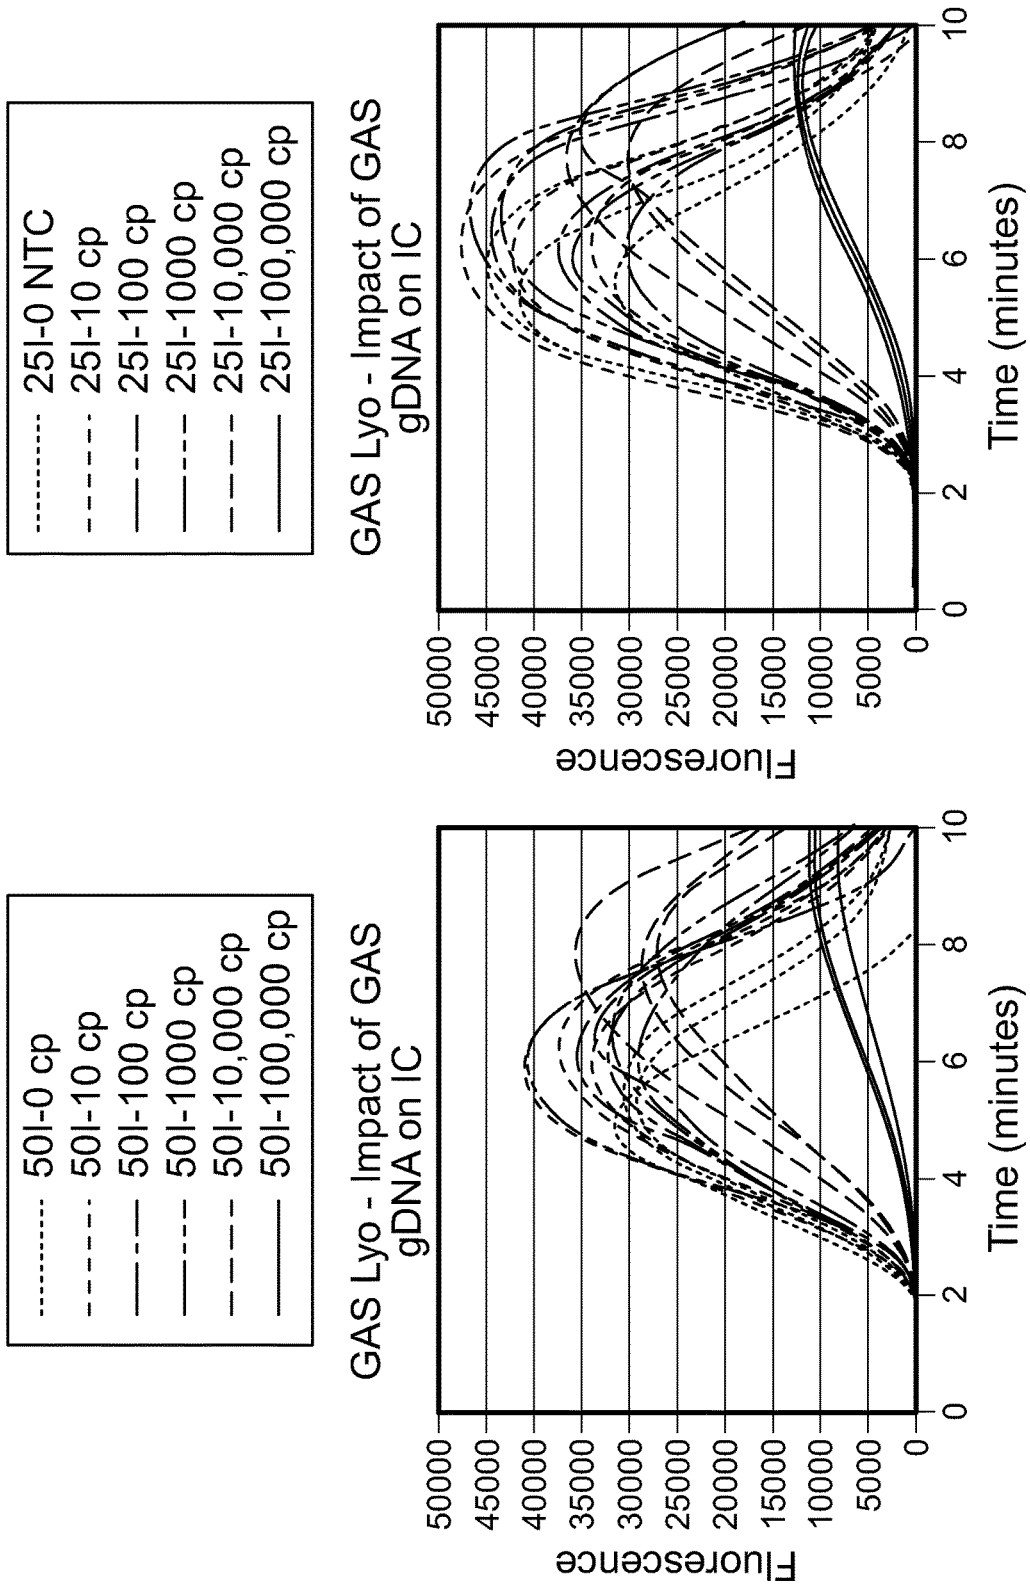 50I-0 cp
50I-10 cp
50I-100 cp
50I-1000 cp
50I-10,000 cp
50I-100,000 cp
GAS Lyo - Impact of GAS
gDNA on IC
Fluorescence
50000
45000
40000
35000
30000
25000
20000
15000
10000
5000
0
0 2 4 6 8 10
Time (minutes)
25I-0 NTC
25I-10 cp
25I-100 cp
25I-1000 cp
25I-10,000 cp
25I-100,000 cp
GAS Lyo - Impact of GAS
gDNA on IC
Fluorescence
50000
45000
40000
35000
30000
25000
20000
15000
10000
5000
0
0 2 4 6 8 10
Time (minutes)